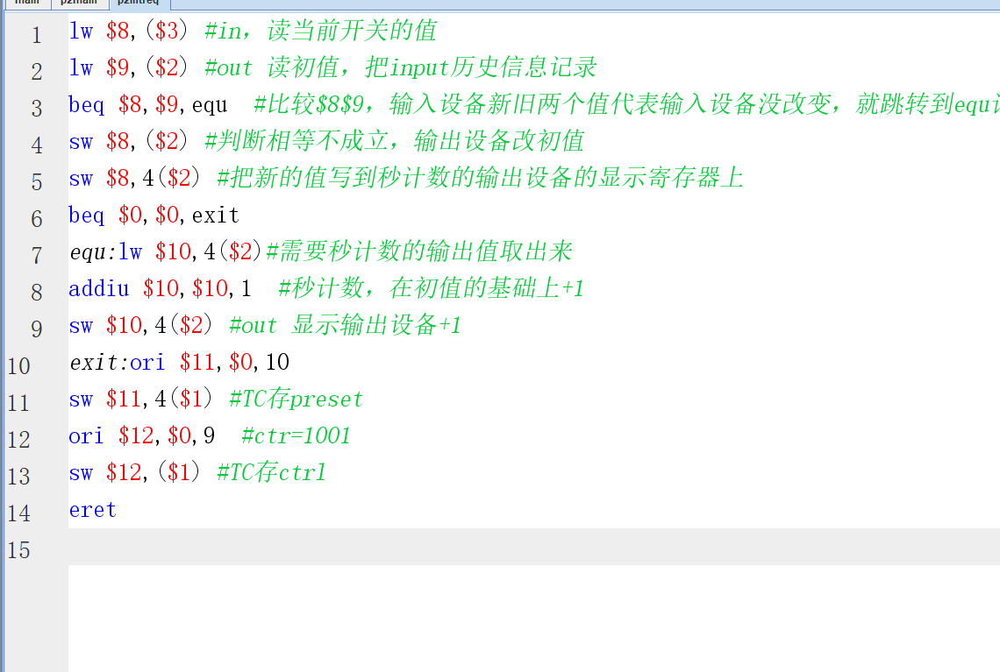 main p2main p2intreq
1 lw $8,($3) #in，读当前开关的值
2 lw $9,($2) #out 读初值，把input历史信息记录
3 beq $8,$9,equ #比较$8$9，输入设备新旧两个值代表输入设备没改变，就跳转到equ
4 sw $8,($2) #判断相等不成立，输出设备改初值
5 sw $8,4($2) #把新的值写到秒计数的输出设备的显示寄存器上
6 beq $0,$0,exit
7 equ:lw $10,4($2)#需要秒计数的输出值取出来
8 addiu $10,$10,1 #秒计数，在初值的基础上+1
9 sw $10,4($2) #out 显示输出设备+1
10 exit:ori $11,$0,10
11 sw $11,4($1) #TC存preset
12 ori $12,$0,9 #ctr=1001
13 sw $12,($1) #TC存ctrl
14 eret
15